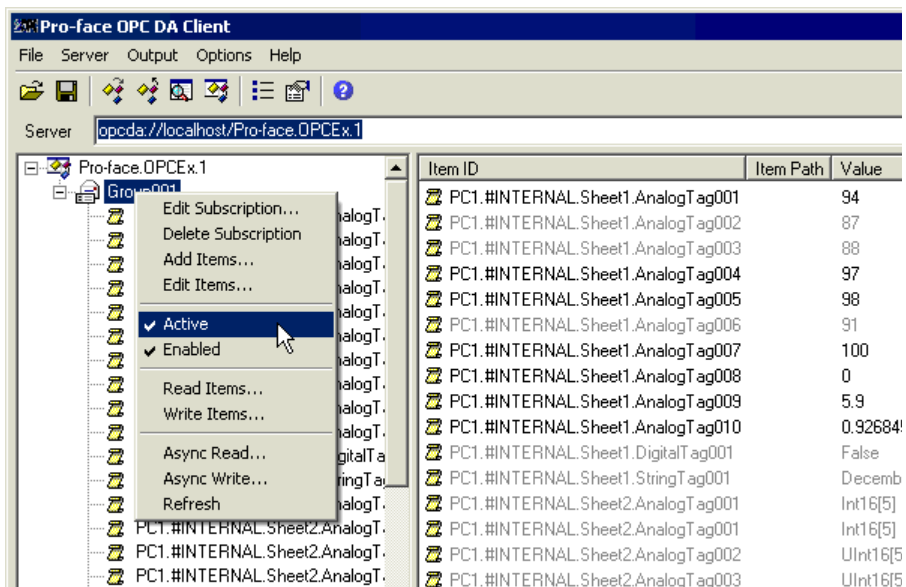 Pro-face OPC DA Client
File Server Output Options Help
Server opcda://localhost/Pro-face.OPCEx.1
Pro-face.OPCEx.1
Group001
Edit Subscription...
Delete Subscription
Add Items...
Edit Items...
Active
Enabled
Read Items...
Write Items...
Async Read...
Async Write...
Refresh
PC1.#INTERNAL.Sheet2.AnalogT
PC1.#INTERNAL.Sheet2.AnalogT
PC1.#INTERNAL.Sheet2.AnalogT
Item ID Item Path Value
PC1.#INTERNAL.Sheet1.AnalogTag001 94
PC1.#INTERNAL.Sheet1.AnalogTag002 87
PC1.#INTERNAL.Sheet1.AnalogTag003 88
PC1.#INTERNAL.Sheet1.AnalogTag004 97
PC1.#INTERNAL.Sheet1.AnalogTag005 98
PC1.#INTERNAL.Sheet1.AnalogTag006 91
PC1.#INTERNAL.Sheet1.AnalogTag007 100
PC1.#INTERNAL.Sheet1.AnalogTag008 0
PC1.#INTERNAL.Sheet1.AnalogTag009 5.9
PC1.#INTERNAL.Sheet1.AnalogTag010 0.926845
PC1.#INTERNAL.Sheet1.DigitalTag001 False
PC1.#INTERNAL.Sheet1.StringTag001 Decemb
PC1.#INTERNAL.Sheet2.AnalogTag001 Int16[5]
PC1.#INTERNAL.Sheet2.AnalogTag001 Int16[5]
PC1.#INTERNAL.Sheet2.AnalogTag002 UInt16[5
PC1.#INTERNAL.Sheet2.AnalogTag003 UInt16[5